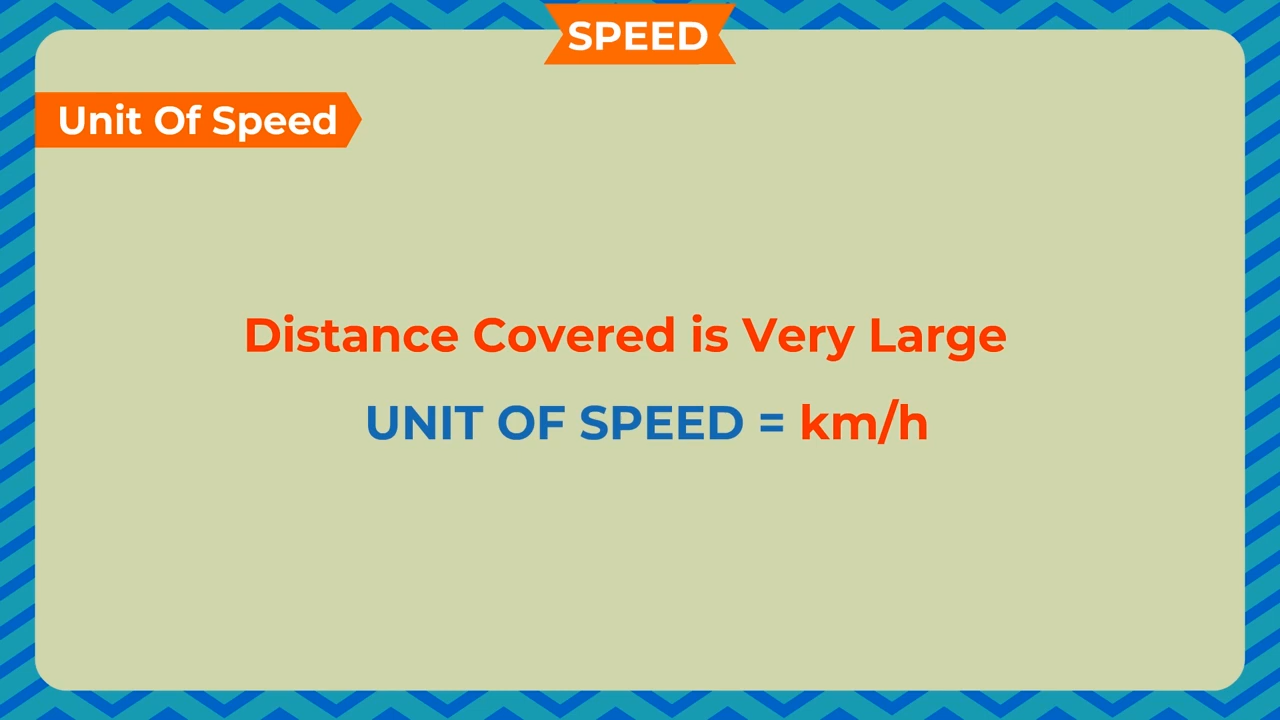 SPEED
Unit Of Speed
Distance Covered is Very Large
UNIT OF SPEED = km/h